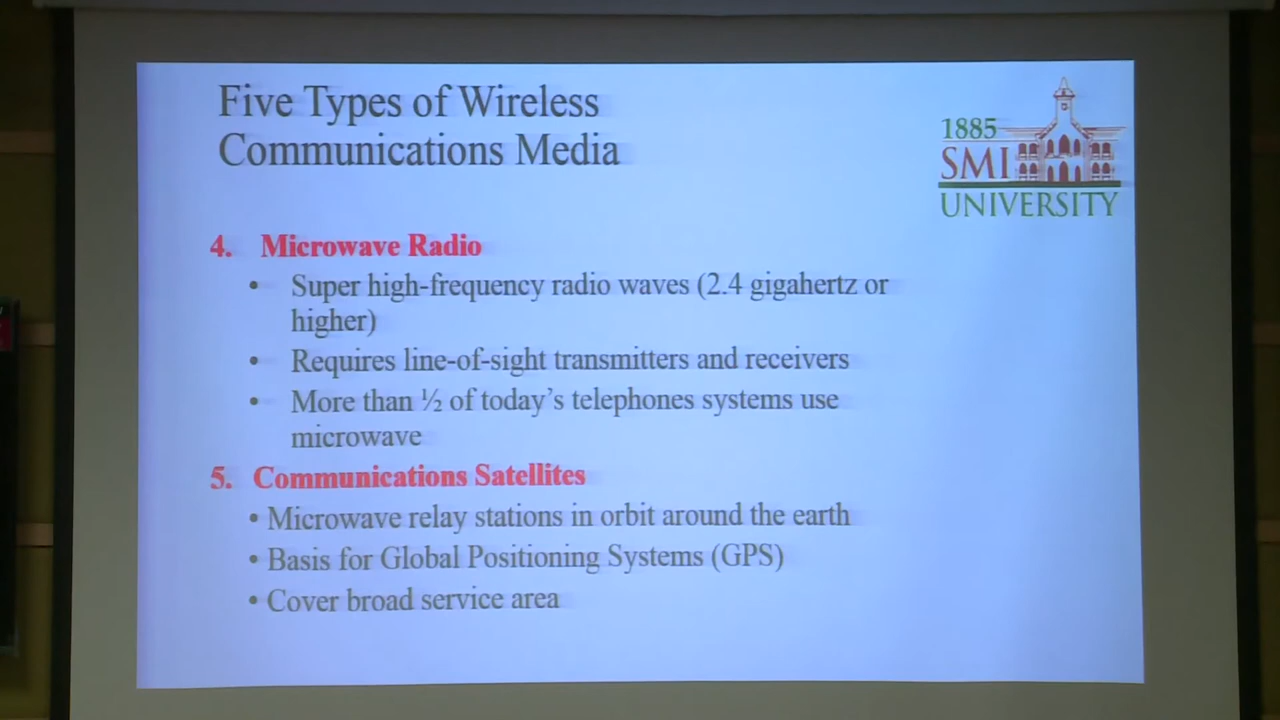 Five Types of Wireless
Communications Media
1885
SMI
UNIVERSITY
4. Microwave Radio
• Super high-frequency radio waves (2.4 gigahertz or
higher)
• Requires line-of-sight transmitters and receivers
• More than ½ of today's telephones systems use
microwave
5. Communications Satellites
• Microwave relay stations in orbit around the earth
• Basis for Global Positioning Systems (GPS)
• Cover broad service area